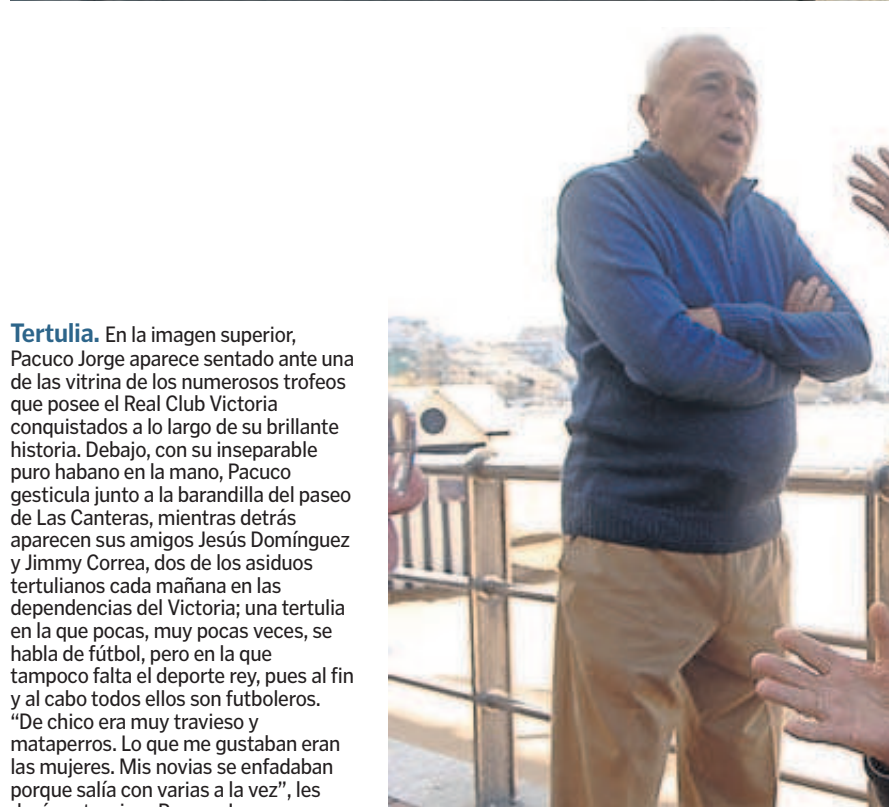 Tertulia. En la imagen superior,
Pacuco Jorge aparece sentado ante una
de las vitrina de los numerosos trofeos
que posee el Real Club Victoria
conquistados a lo largo de su brillante
historia. Debajo, con su inseparable
puro habano en la mano, Pacuco
gesticula junto a la barandilla del paseo
de Las Canteras, mientras detrás
aparecen sus amigos Jesús Domínguez
y Jimmy Correa, dos de los asiduos
tertulianos cada mañana en las
dependencias del Victoria; una tertulia
en la que pocas, muy pocas veces, se
habla de fútbol, pero en la que
tampoco falta el deporte rey, pues al fin
y al cabo todos ellos son futboleros.
“De chico era muy travieso y
mataperros. Lo que me gustaban eran
las mujeres. Mis novias se enfadaban
porque salía con varias a la vez”, les